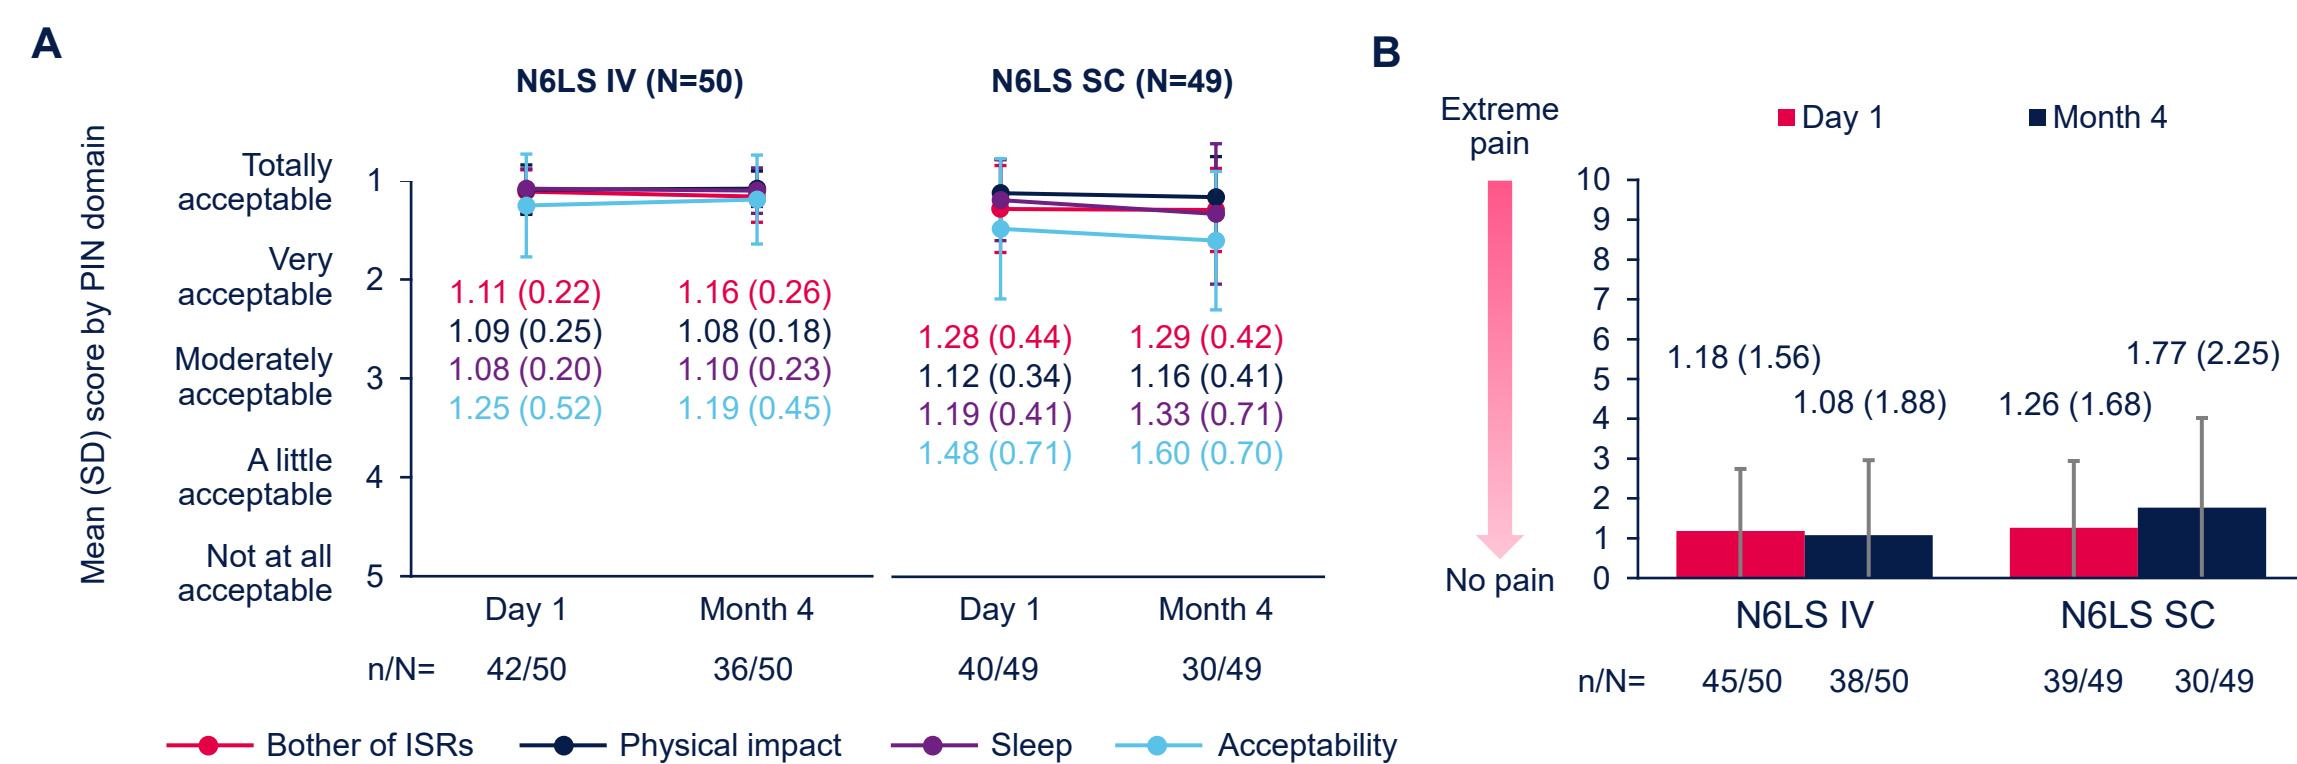 A
N6LS IV (N=50)
N6LS SC (N=49)
Mean (SD) score by PIN domain
Totally
acceptable
Very
acceptable
Moderately
acceptable
A little
acceptable
Not at all
acceptable
1
2
3
4
5
1.11 (0.22) 1.16 (0.26)
1.09 (0.25) 1.08 (0.18)
1.08 (0.20) 1.10 (0.23)
1.25 (0.52) 1.19 (0.45)
1.28 (0.44) 1.29 (0.42)
1.12 (0.34) 1.16 (0.41)
1.19 (0.41) 1.33 (0.71)
1.48 (0.71) 1.60 (0.70)
Day 1 Month 4 Day 1 Month 4
n/N= 42/50 36/50 40/49 30/49
Bother of ISRs Physical impact Sleep Acceptability
B
Extreme
pain
No pain
Day 1 Month 4
10
9
8
7
6
5
4
3
2
1
0
1.18 (1.56)
1.08 (1.88)
1.26 (1.68)
1.77 (2.25)
N6LS IV N6LS SC
n/N= 45/50 38/50 39/49 30/49